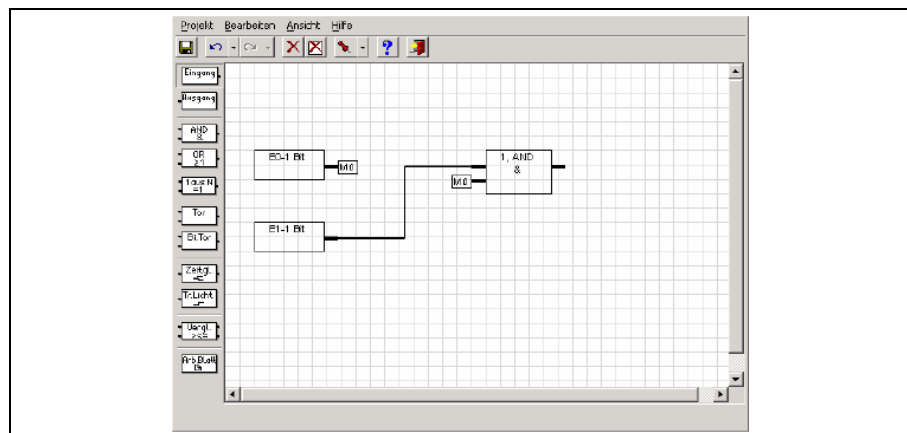 Projekt Bearbeiten Ansicht Hilfe
Eingang
Ausgang
AND
&
OR
≥1
1 aus N
=1
Tor
Bi.Tor
Zeitgl.
Tr.Licht
Vergl.
><=
Arb.Blatt
E0-1 Bit
M0
E1-1 Bit
1, AND
&
M0